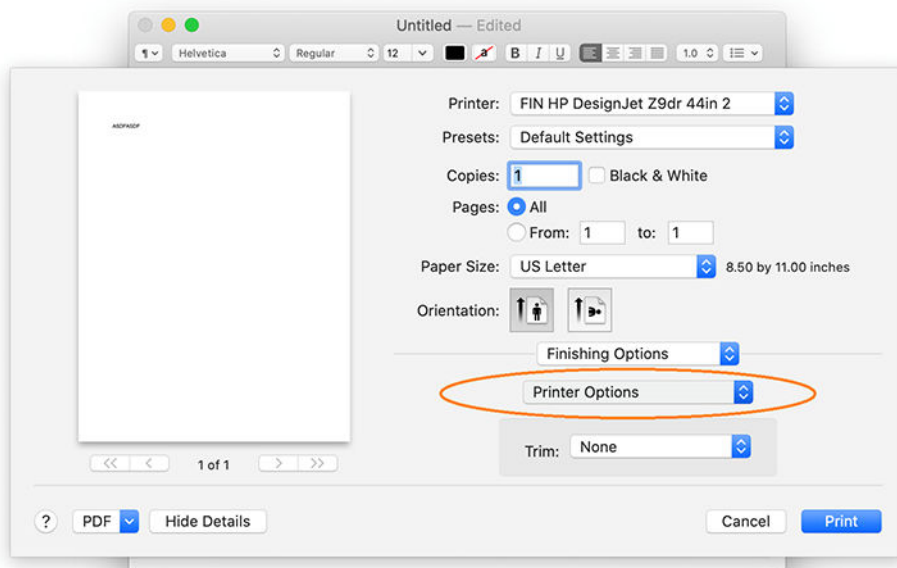 Untitled — Edited
¶ Helvetica Regular 12 a B I U 1.0
ASDFASDF
Printer: FIN HP DesignJet Z9dr 44in 2
Presets: Default Settings
Copies: 1 Black & White
Pages: All
From: 1 to: 1
Paper Size: US Letter 8.50 by 11.00 inches
Orientation:
Finishing Options
Printer Options
Trim: None
<< < 1 of 1 > >>
? PDF Hide Details Cancel Print